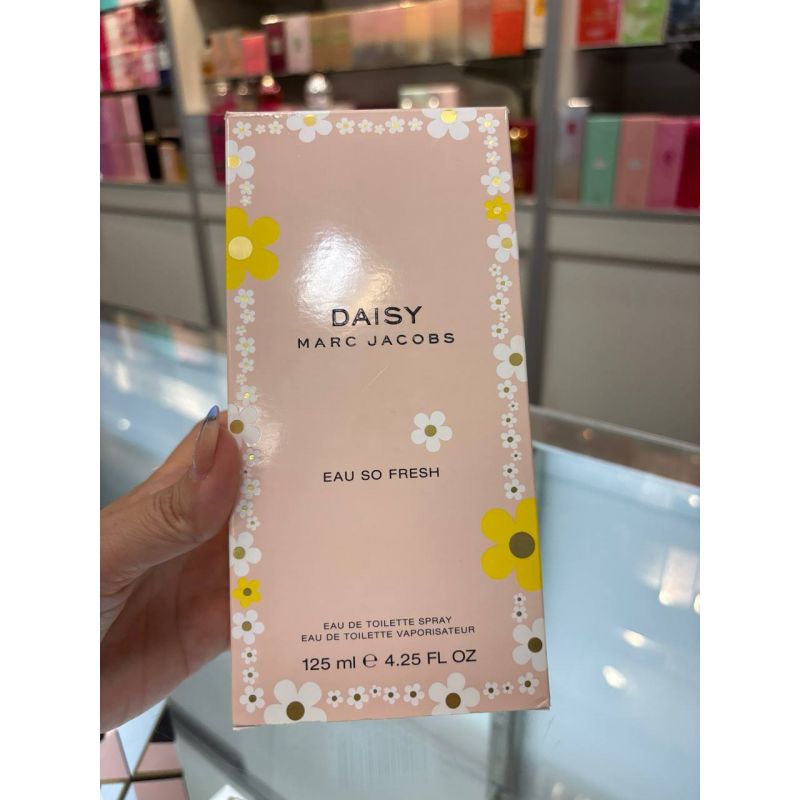 DAISY
MARC JACOBS
EAU SO FRESH
EAU DE TOILETTE SPRAY
EAU DE TOILETTE VAPORISATEUR
125 ml ℮ 4.25 FL OZ